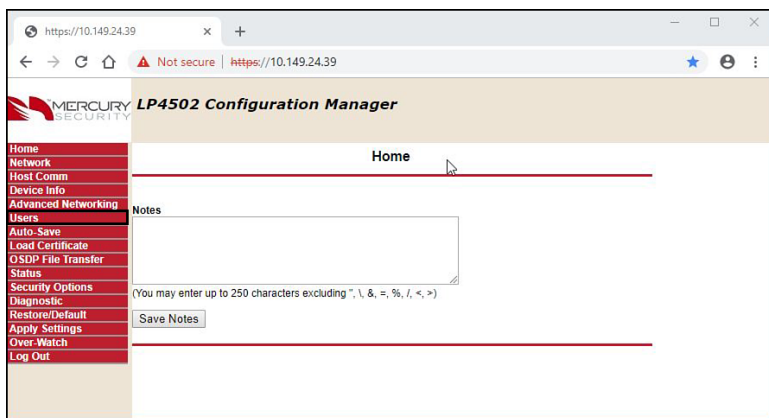 https://10.149.24.39
Not secure | https://10.149.24.39
MERCURY
SECURITY
LP4502 Configuration Manager
Home
Network
Host Comm
Device Info
Advanced Networking
Users
Auto-Save
Load Certificate
OSDP File Transfer
Status
Security Options
Diagnostic
Restore/Default
Apply Settings
Over-Watch
Log Out
Home
Notes
(You may enter up to 250 characters excluding ", \, &, =, %, /, <, >)
Save Notes